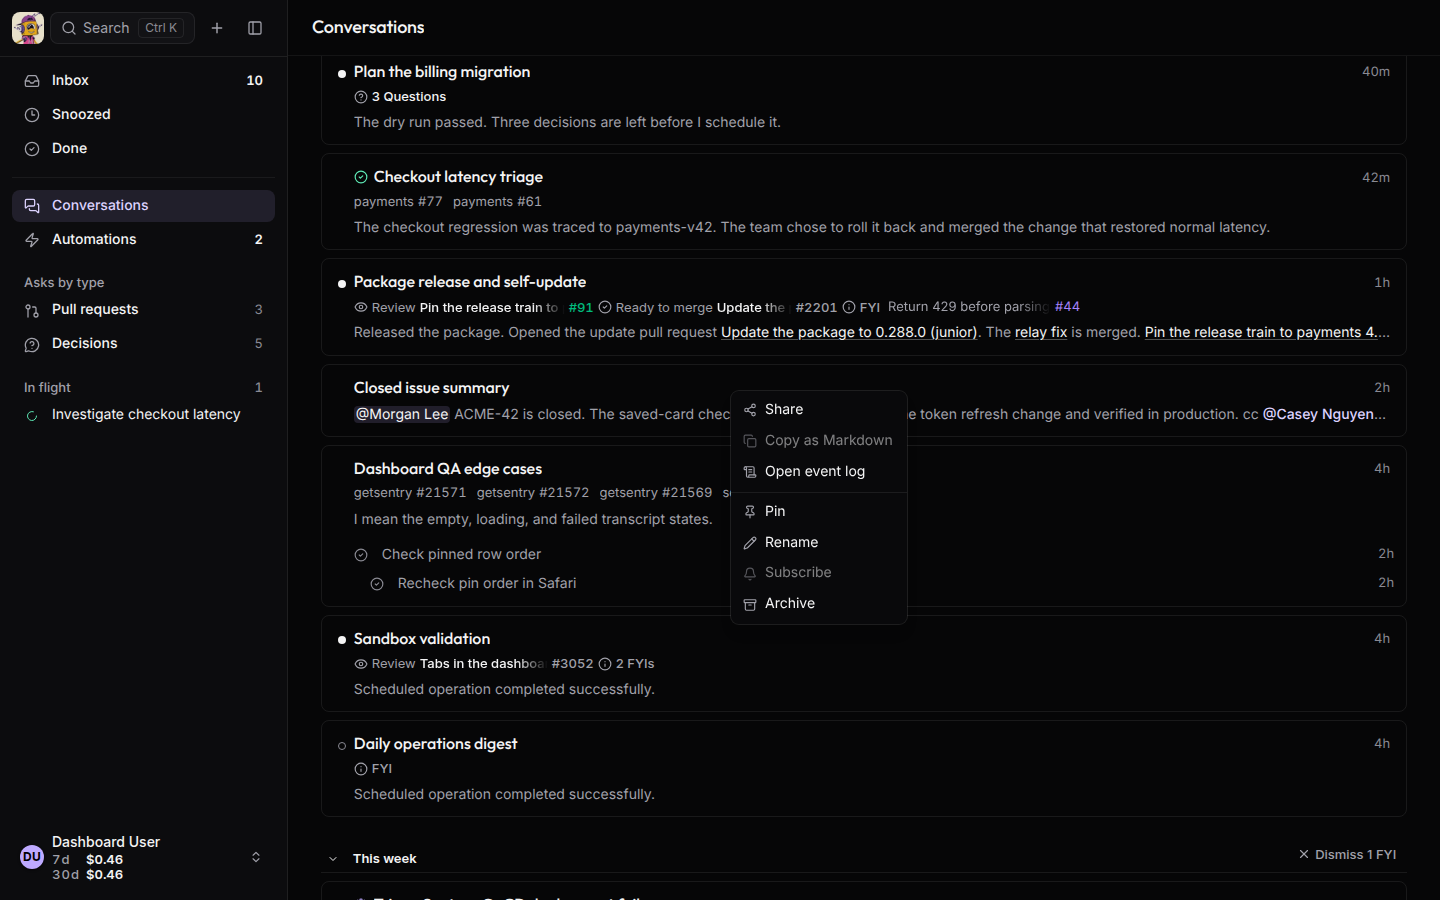 Search Ctrl K
Inbox 10
Snoozed
Done
Conversations
Automations 2
Asks by type
Pull requests 3
Decisions 5
In flight 1
Investigate checkout latency
DU Dashboard User
7d $0.46
30d $0.46
Conversations
Plan the billing migration 40m
3 Questions
The dry run passed. Three decisions are left before I schedule it.
Checkout latency triage 42m
payments #77 payments #61
The checkout regression was traced to payments-v42. The team chose to roll it back and merged the change that restored normal latency.
Package release and self-update 1h
Review Pin the release train to #91 Ready to merge Update the #2201 FYI Return 429 before parsing #44
Released the package. Opened the update pull request Update the package to 0.288.0 (junior). The relay fix is merged. Pin the release train to payments 4....
Closed issue summary 2h
@Morgan Lee ACME-42 is closed. The saved-card chec
e token refresh change and verified in production. cc @Casey Nguyen...
Dashboard QA edge cases 4h
getsentry #21571 getsentry #21572 getsentry #21569
I mean the empty, loading, and failed transcript states.
Check pinned row order 2h
Recheck pin order in Safari 2h
Share
Copy as Markdown
Open event log
Pin
Rename
Subscribe
Archive
Sandbox validation 4h
Review Tabs in the dashboa #3052 2 FYIs
Scheduled operation completed successfully.
Daily operations digest 4h
FYI
Scheduled operation completed successfully.
This week Dismiss 1 FYI